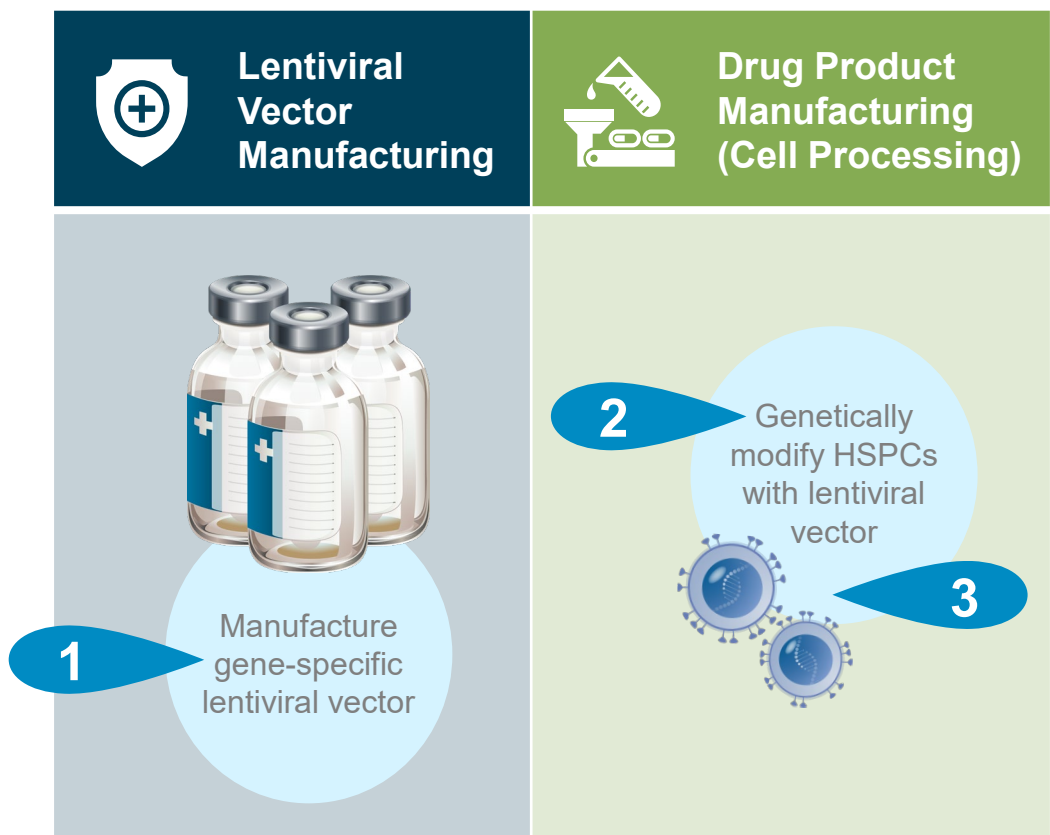 Lentiviral
Vector
Manufacturing
Drug Product
Manufacturing
(Cell Processing)
1
Manufacture
gene-specific
lentiviral vector
2
Genetically
modify HSPCs
with lentiviral
vector
3